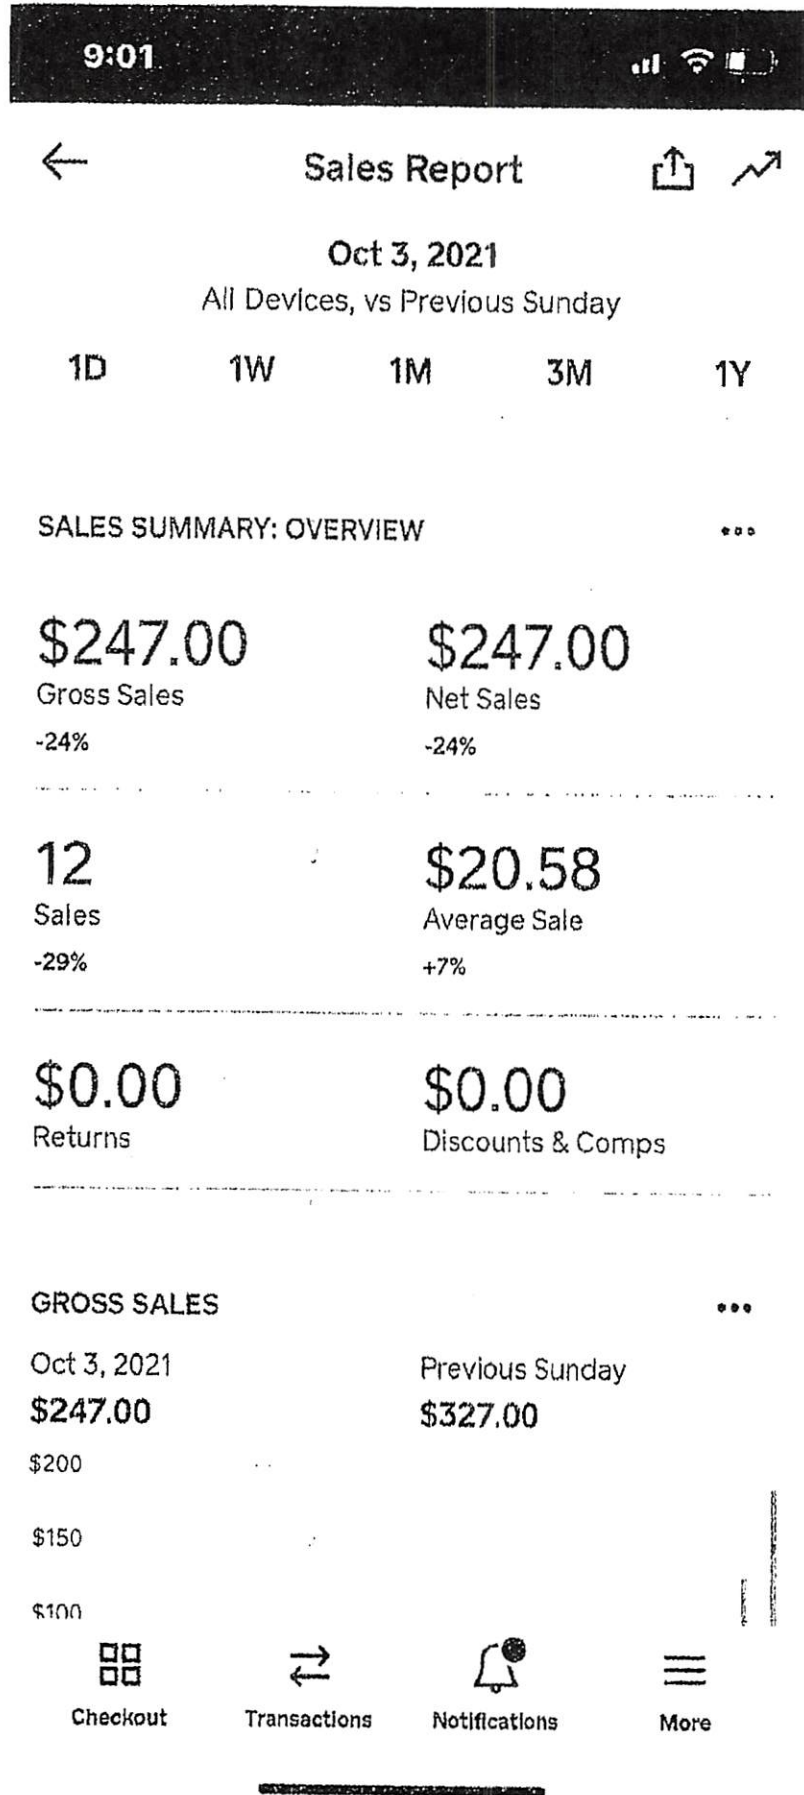 9:01
Sales Report
Oct 3, 2021
All Devices, vs Previous Sunday
1D 1W 1M 3M 1Y
SALES SUMMARY: OVERVIEW
$247.00 $247.00
Gross Sales Net Sales
-24% -24%
12 $20.58
Sales Average Sale
-29% +7%
$0.00 $0.00
Returns Discounts & Comps
GROSS SALES
Oct 3, 2021 Previous Sunday
$247.00 $327.00
$200
$150
$100
Checkout Transactions Notifications More